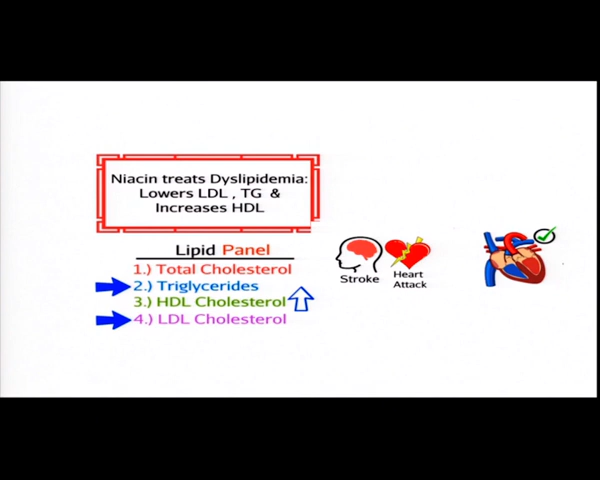 Niacin treats Dyslipidemia:
Lowers LDL , TG &
Increases HDL
Lipid Panel
1.) Total Cholesterol
2.) Triglycerides
3.) HDL Cholesterol
4.) LDL Cholesterol
Stroke
Heart
Attack